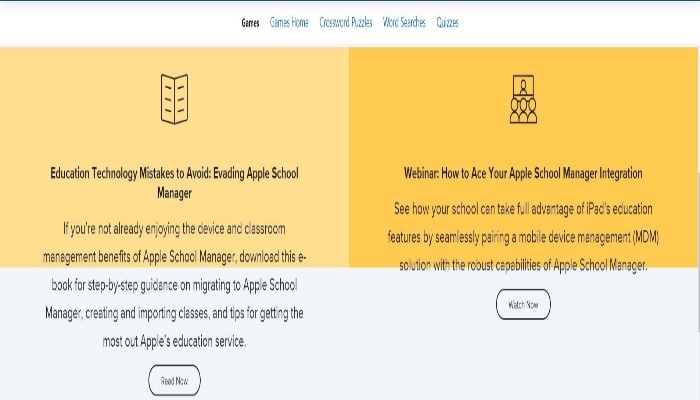 Games Games Home Crossword Puzzles Word Searches Quizzes
Education Technology Mistakes to Avoid: Evading Apple School
Manager
If you're not already enjoying the device and classroom
management benefits of Apple School Manager, download this e-
book for step-by-step guidance on migrating to Apple School
Manager, creating and importing classes, and tips for getting the
most out Apple's education service.
Read Now
Webinar: How to Ace Your Apple School Manager Integration
See how your school can take full advantage of iPad's education
features by seamlessly pairing a mobile device management (MDM)
solution with the robust capabilities of Apple School Manager.
Watch Now